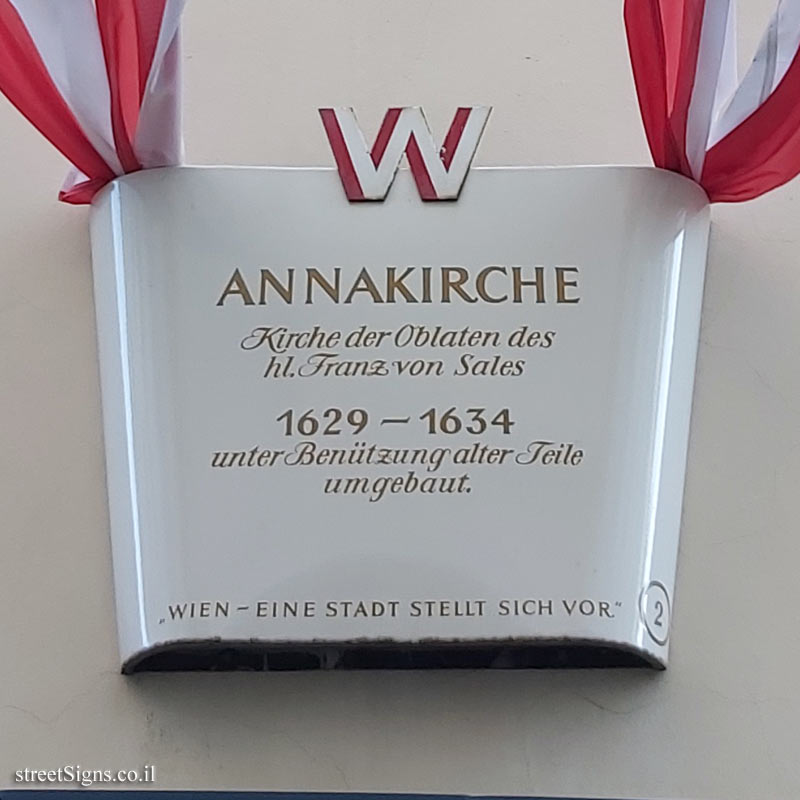 W
ANNAKIRCHE
Kirche der Oblaten des
hl. Franz von Sales
1629 – 1634
unter Benützung alter Teile
umgebaut.
„WIEN – EINE STADT STELLT SICH VOR.“
2
streetSigns.co.il